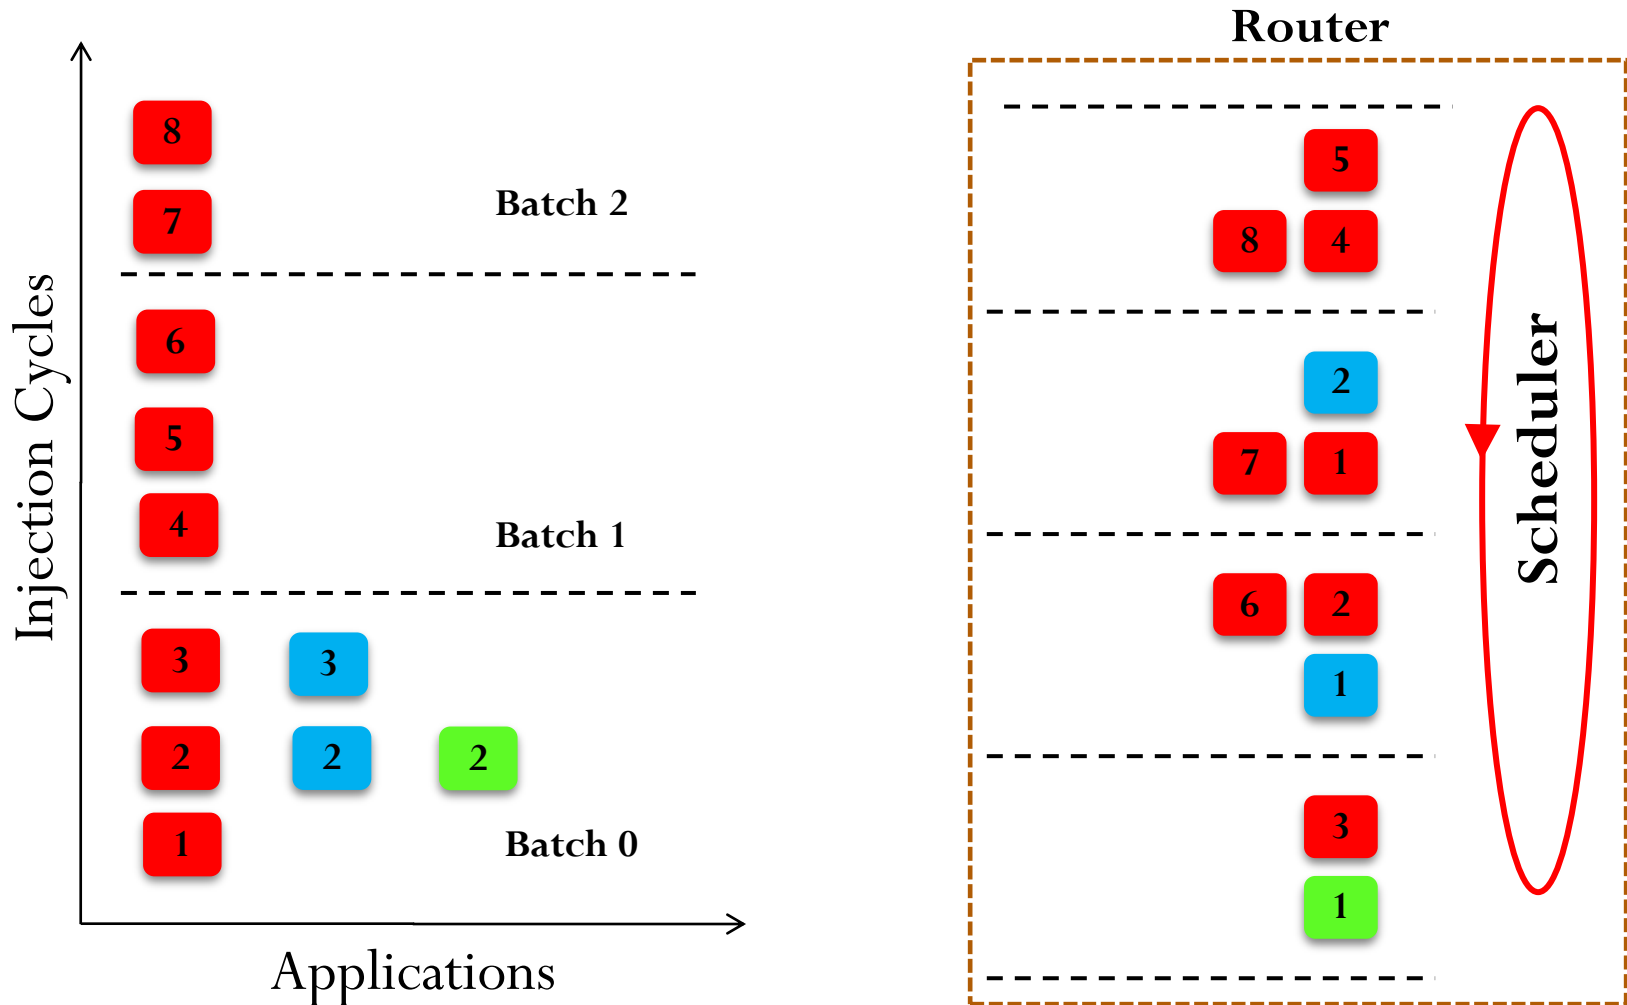 Injection Cycles
8
7
Batch 2
6
5
4
Batch 1
3 3
2 2 2
1
Batch 0
Applications
Router
5
8 4
2
7 1
6 2
1
3
1
Scheduler